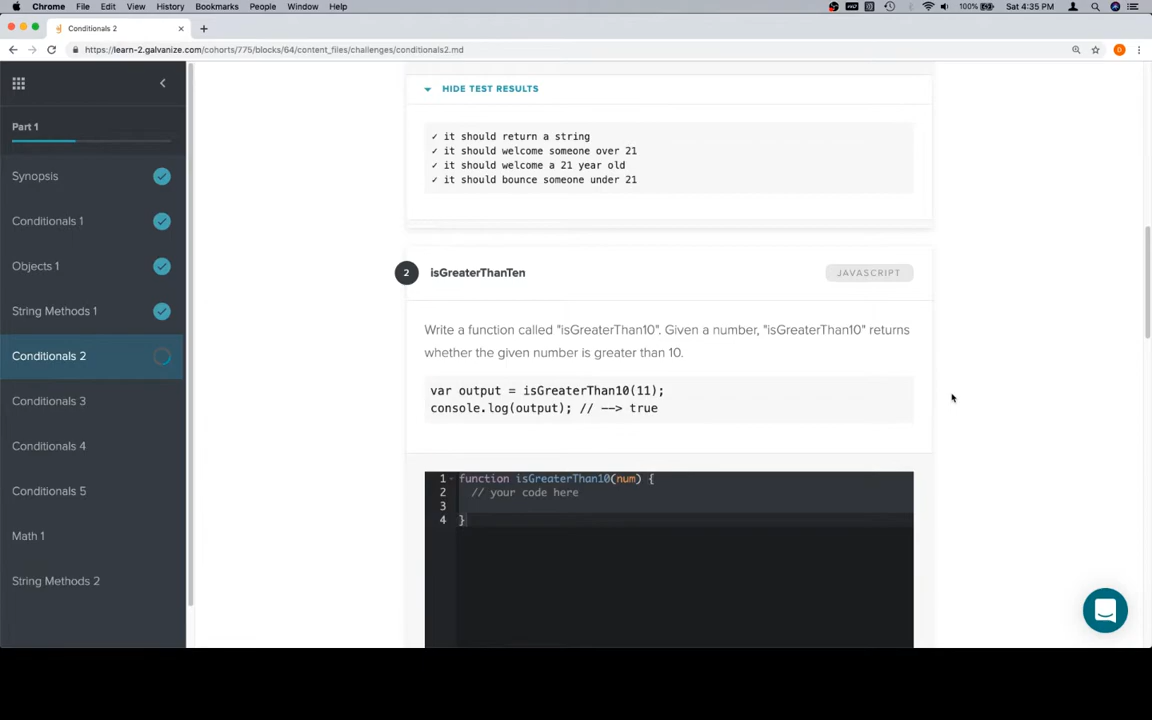 Chrome File Edit View History Bookmarks People Window Help 100% Sat 4:35 PM
Conditionals 2
https://learn-2.galvanize.com/cohorts/775/blocks/64/content_files/challenges/conditionals2.md
HIDE TEST RESULTS
Part 1
✓ it should return a string
✓ it should welcome someone over 21
✓ it should welcome a 21 year old
✓ it should bounce someone under 21
Synopsis
Conditionals 1
Objects 1
String Methods 1
Conditionals 2
Conditionals 3
Conditionals 4
Conditionals 5
Math 1
String Methods 2
2 isGreaterThanTen JAVASCRIPT
Write a function called "isGreaterThan10". Given a number, "isGreaterThan10" returns
whether the given number is greater than 10.
var output = isGreaterThan10(11);
console.log(output); // --> true
1 function isGreaterThan10(num) {
2 // your code here
3
4 }